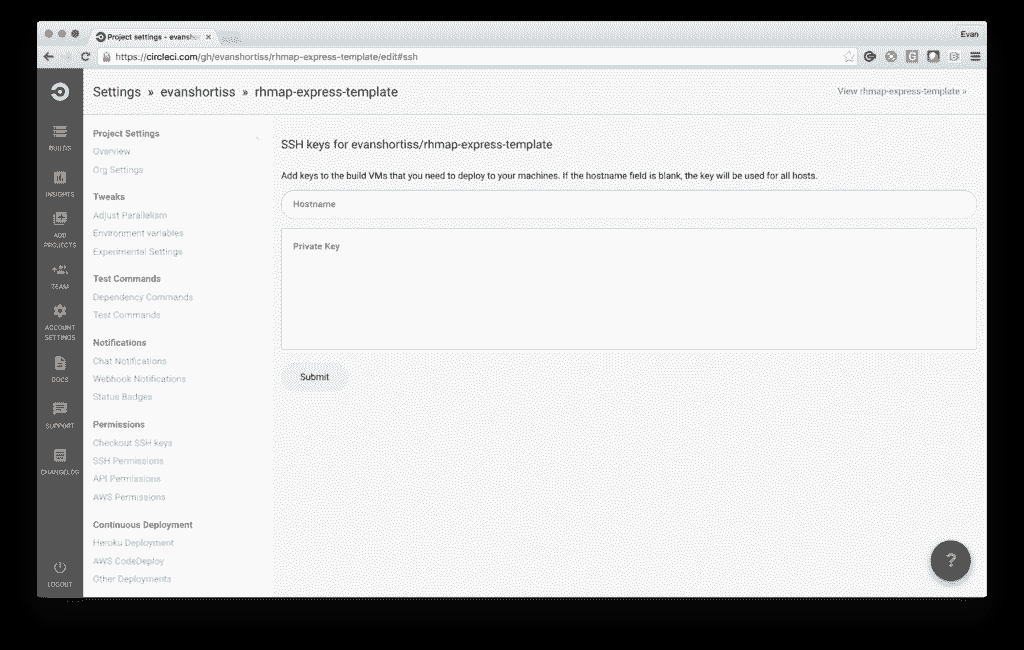 Project settings - evansho
Evan
https://circleci.com/gh/evanshortiss/rhmap-express-template/edit#ssh
Settings » evanshortiss » rhmap-express-template
View rhmap-express-template »
BUILDS
INSIGHTS
ADD
PROJECTS
TEAM
ACCOUNT
SETTINGS
DOCS
SUPPORT
CHANGELOG
LOGOUT
Project Settings
Overview
Org Settings
Tweaks
Adjust Parallelism
Environment variables
Experimental Settings
Test Commands
Dependency Commands
Test Commands
Notifications
Chat Notifications
Webhook Notifications
Status Badges
Permissions
Checkout SSH keys
SSH Permissions
API Permissions
AWS Permissions
Continuous Deployment
Heroku Deployment
AWS CodeDeploy
Other Deployments
SSH keys for evanshortiss/rhmap-express-template
Add keys to the build VMs that you need to deploy to your machines. If the hostname field is blank, the key will be used for all hosts.
Hostname
Private Key
Submit
?